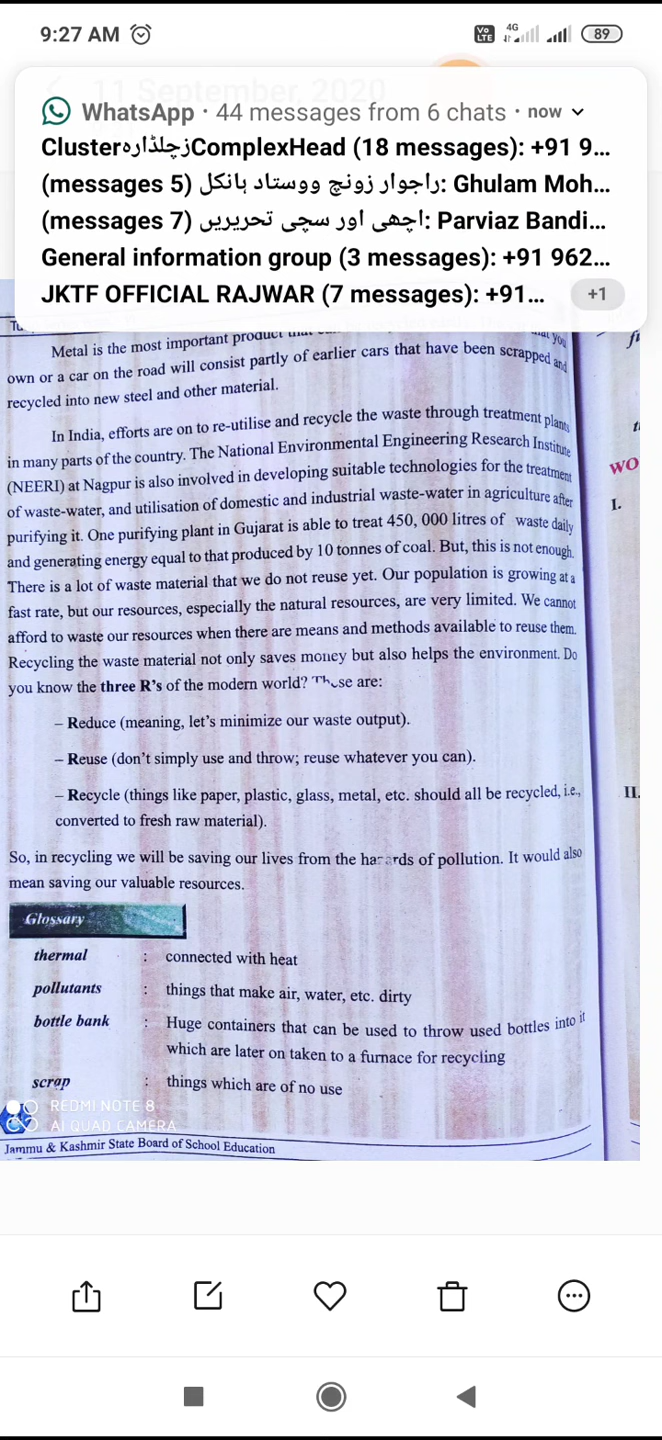 9:27 AM
Vo LTE 4G 89
11 September, 2020
WhatsApp · 44 messages from 6 chats · now
ClusterزچلڈارہComplexHead (18 messages): +91 9...
(messages 5) راجوار زونچ ووستاد بانکل: Ghulam Moh...
(messages 7) اچھی اور سچی تحریریں: Parviaz Bandi...
General information group (3 messages): +91 962...
JKTF OFFICIAL RAJWAR (7 messages): +91...
+1
Tu
Metal is the most important product that you
own or a car on the road will consist partly of earlier cars that have been scrapped and
recycled into new steel and other material.
In India, efforts are on to re-utilise and recycle the waste through treatment plants
in many parts of the country. The National Environmental Engineering Research Institute
(NEERI) at Nagpur is also involved in developing suitable technologies for the treatment
of waste-water, and utilisation of domestic and industrial waste-water in agriculture after
purifying it. One purifying plant in Gujarat is able to treat 450, 000 litres of waste daily
and generating energy equal to that produced by 10 tonnes of coal. But, this is not enough.
There is a lot of waste material that we do not reuse yet. Our population is growing at a
fast rate, but our resources, especially the natural resources, are very limited. We cannot
afford to waste our resources when there are means and methods available to reuse them.
Recycling the waste material not only saves money but also helps the environment. Do
you know the three R's of the modern world? These are:
– Reduce (meaning, let's minimize our waste output).
– Reuse (don't simply use and throw; reuse whatever you can).
– Recycle (things like paper, plastic, glass, metal, etc. should all be recycled, i.e.,
converted to fresh raw material).
So, in recycling we will be saving our lives from the hazards of pollution. It would also
mean saving our valuable resources.
Glossary
thermal : connected with heat
pollutants : things that make air, water, etc. dirty
bottle bank : Huge containers that can be used to throw used bottles into it
which are later on taken to a furnace for recycling
scrap : things which are of no use
REDMI NOTE 8
AI QUAD CAMERA
Jammu & Kashmir State Board of School Education
WO
I.
II.